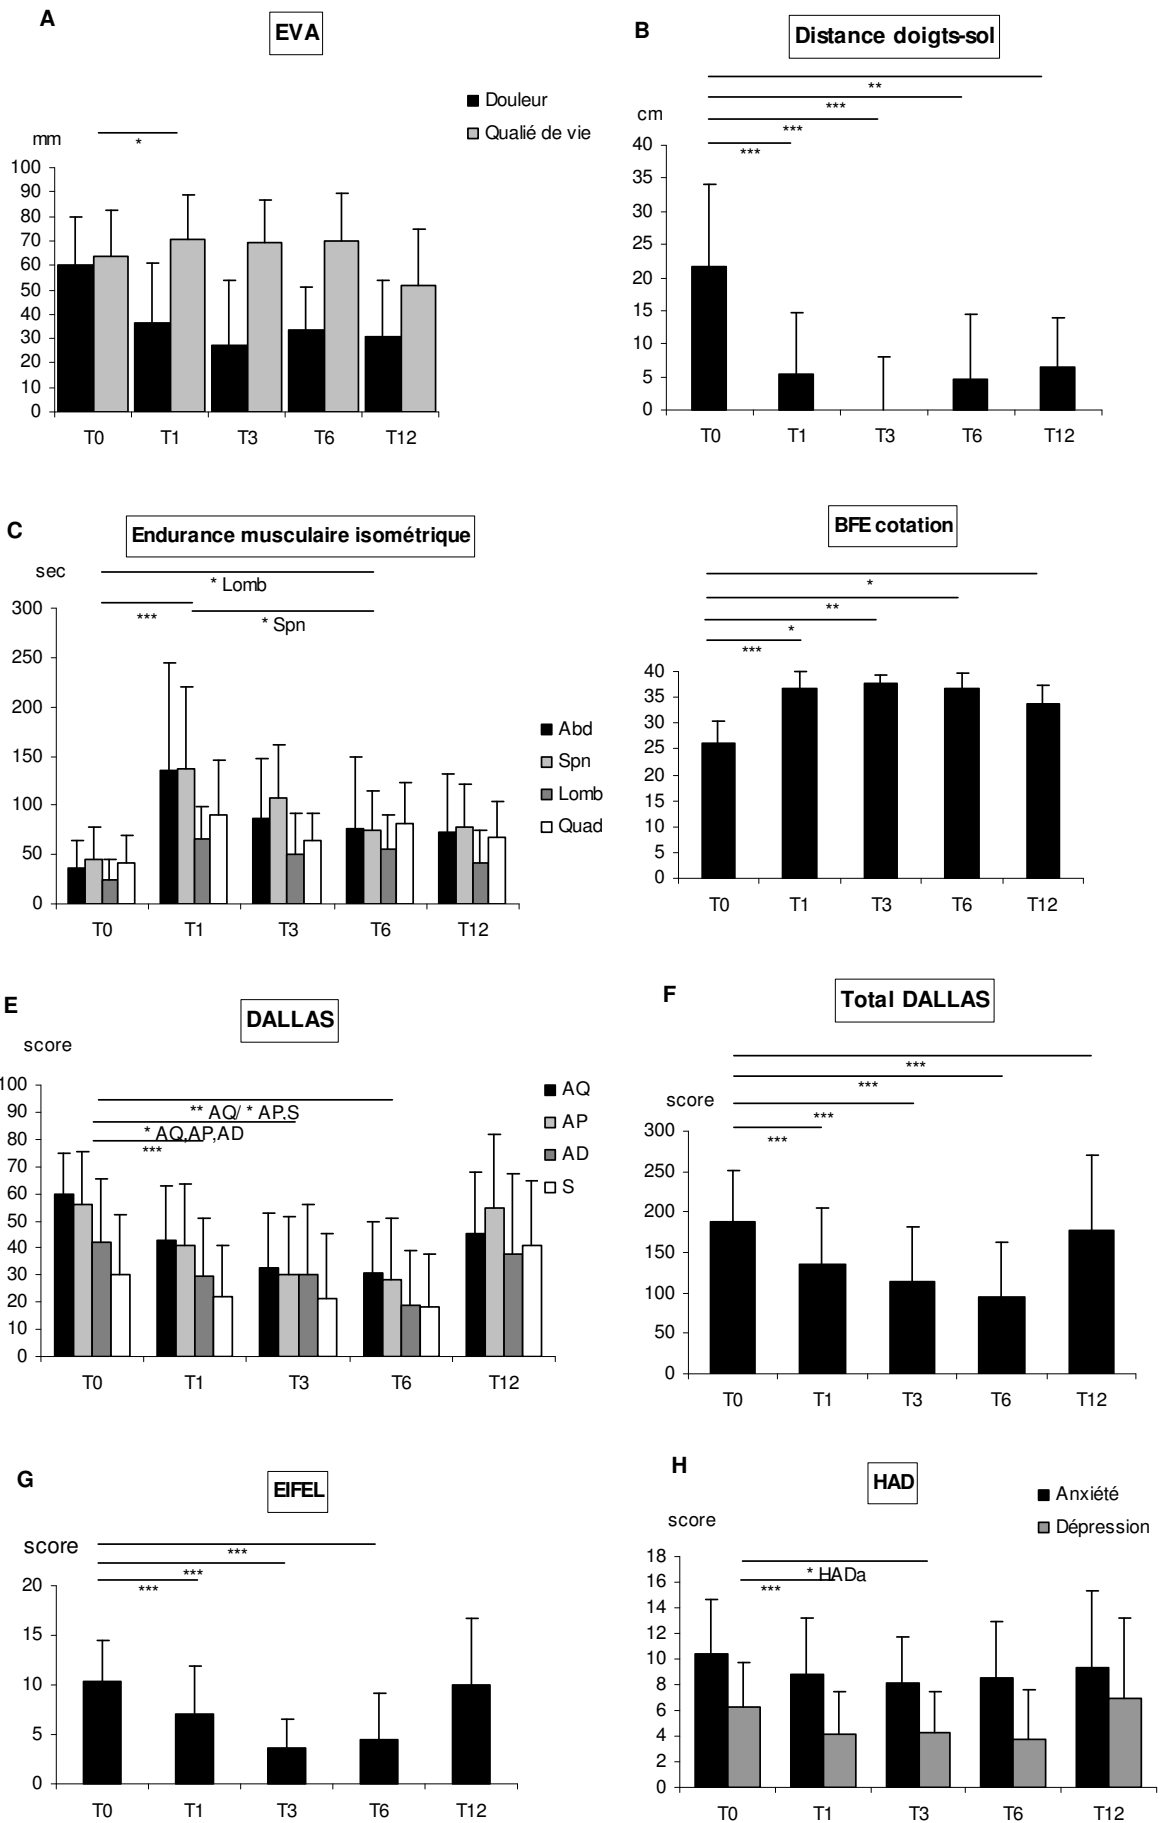 A
EVA
Douleur
Qualié de vie
mm
*
100
90
80
70
60
50
40
30
20
10
0
T0 T1 T3 T6 T12
B
Distance doigts-sol
**
***
***
***
cm
40
35
30
25
20
15
10
5
0
T0 T1 T3 T6 T12
C
Endurance musculaire isométrique
sec
* Lomb
***
* Spn
300
250
200
150
100
50
0
T0 T1 T3 T6 T12
Abd
Spn
Lomb
Quad
BFE cotation
*
**
*
***
40
35
30
25
20
15
10
5
0
T0 T1 T3 T6 T12
E
DALLAS
score
** AQ/ * AP,S
* AQ,AP,AD
***
100
90
80
70
60
50
40
30
20
10
0
T0 T1 T3 T6 T12
AQ
AP
AD
S
F
Total DALLAS
score
***
***
***
***
300
250
200
150
100
50
0
T0 T1 T3 T6 T12
G
EIFEL
score
***
***
***
20
15
10
5
0
T0 T1 T3 T6 T12
H
HAD
Anxiété
Dépression
score
* HADa
***
18
16
14
12
10
8
6
4
2
0
T0 T1 T3 T6 T12